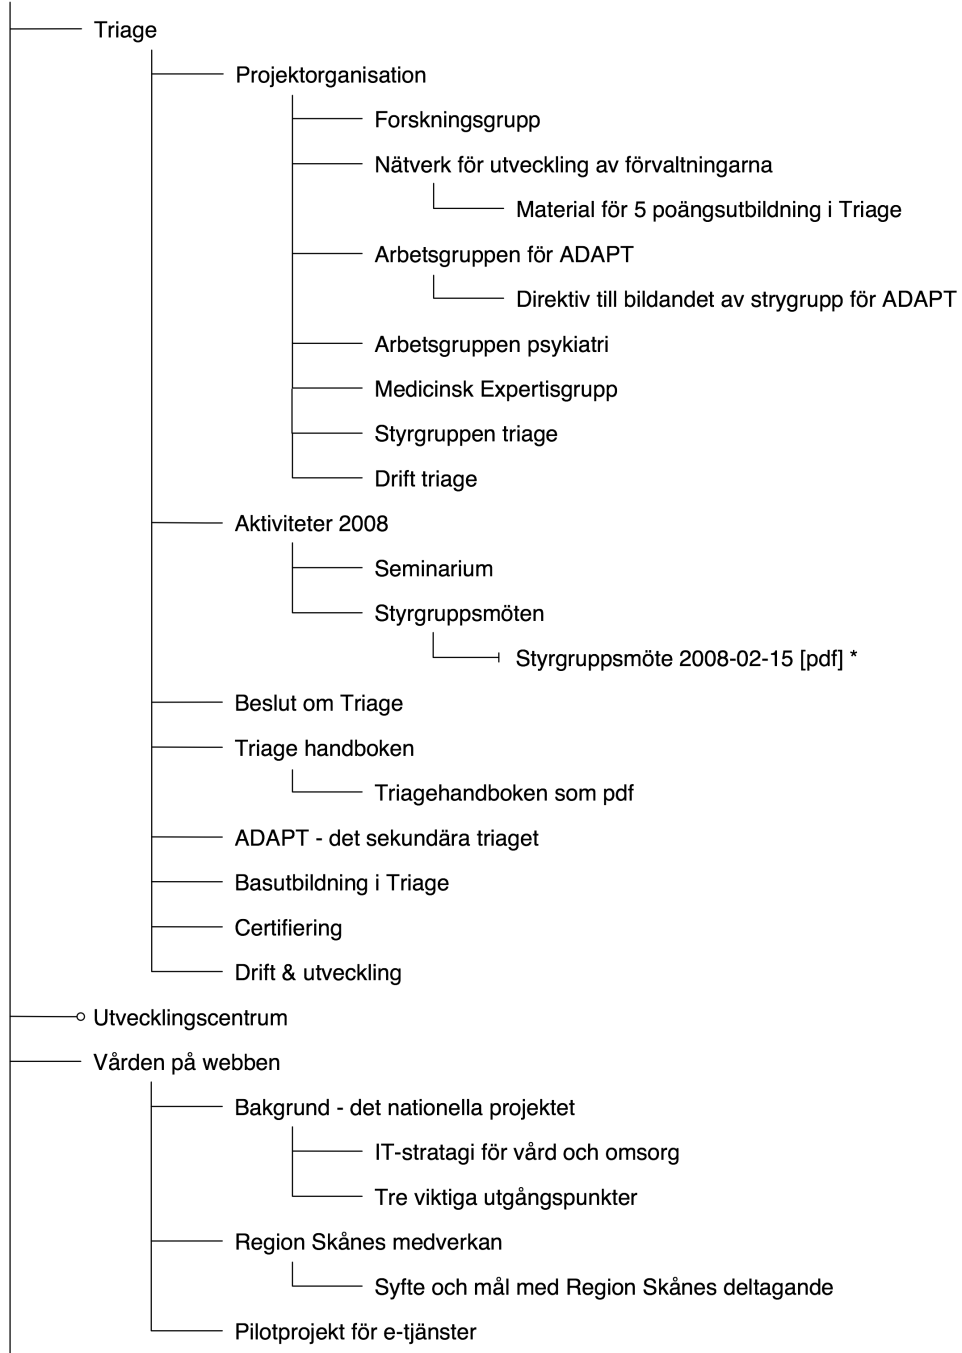 Triage
Projektorganisation
Forskningsgrupp
Nätverk för utveckling av förvaltningarna
Material för 5 poängsutbildning i Triage
Arbetsgruppen för ADAPT
Direktiv till bildandet av strygrupp för ADAPT
Arbetsgruppen psykiatri
Medicinsk Expertisgrupp
Styrgruppen triage
Drift triage
Aktiviteter 2008
Seminarium
Styrgruppsmöten
Styrgruppsmöte 2008-02-15 [pdf] *
Beslut om Triage
Triage handboken
Triagehandboken som pdf
ADAPT - det sekundära triaget
Basutbildning i Triage
Certifiering
Drift & utveckling
Utvecklingscentrum
Vården på webben
Bakgrund - det nationella projektet
IT-stratagi för vård och omsorg
Tre viktiga utgångspunkter
Region Skånes medverkan
Syfte och mål med Region Skånes deltagande
Pilotprojekt för e-tjänster